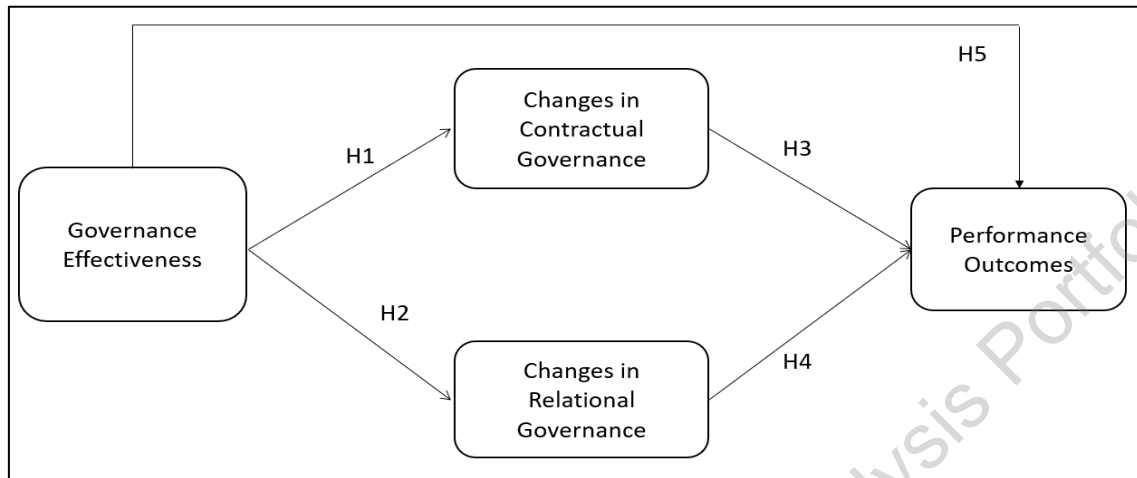 H5
Changes in
Contractual
Governance
H1
H3
Governance
Effectiveness
Performance
Outcomes
H2
H4
Changes in
Relational
Governance